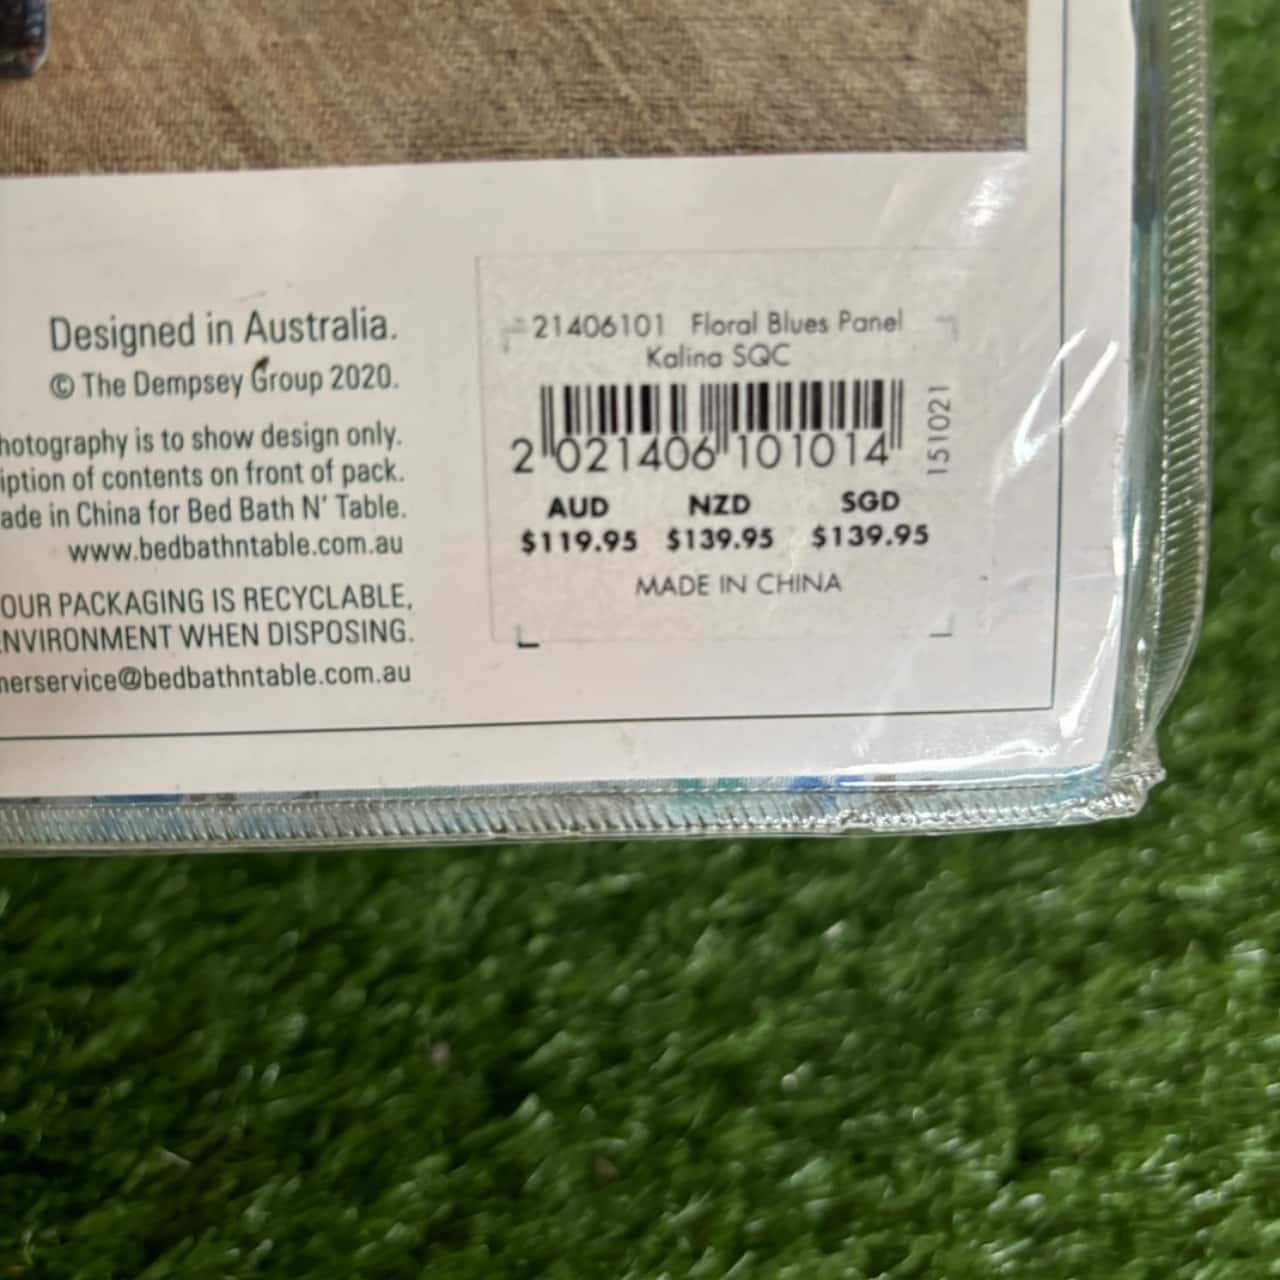 Designed in Australia.
© The Dempsey Group 2020.
hotography is to show design only.
iption of contents on front of pack.
ade in China for Bed Bath N' Table.
www.bedbathntable.com.au
OUR PACKAGING IS RECYCLABLE,
NVIRONMENT WHEN DISPOSING.
merservice@bedbathntable.com.au
21406101 Floral Blues Panel
Kalina SQC
2 021406 101014
151021
AUD NZD SGD
$119.95 $139.95 $139.95
MADE IN CHINA